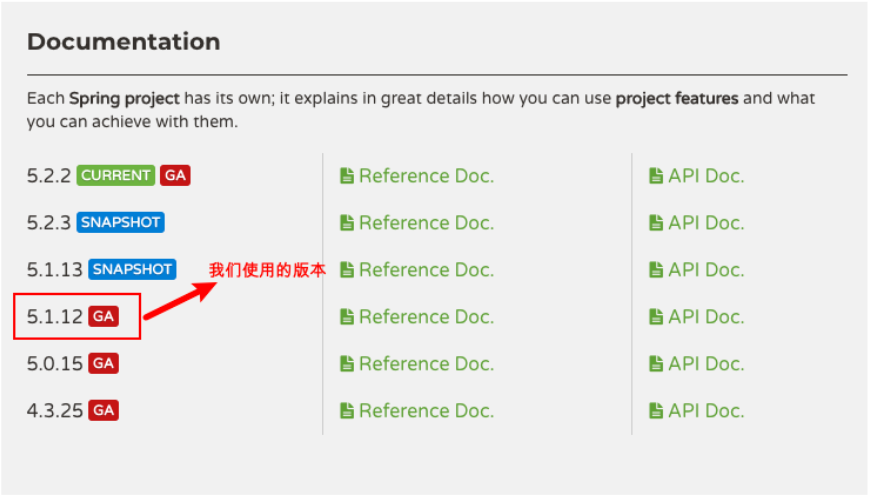 Documentation
Each Spring project has its own; it explains in great details how you can use project features and what
you can achieve with them.
5.2.2 CURRENT GA Reference Doc. API Doc.
5.2.3 SNAPSHOT Reference Doc. API Doc.
5.1.13 SNAPSHOT 我们使用的版本 Reference Doc. API Doc.
5.1.12 GA Reference Doc. API Doc.
5.0.15 GA Reference Doc. API Doc.
4.3.25 GA Reference Doc. API Doc.